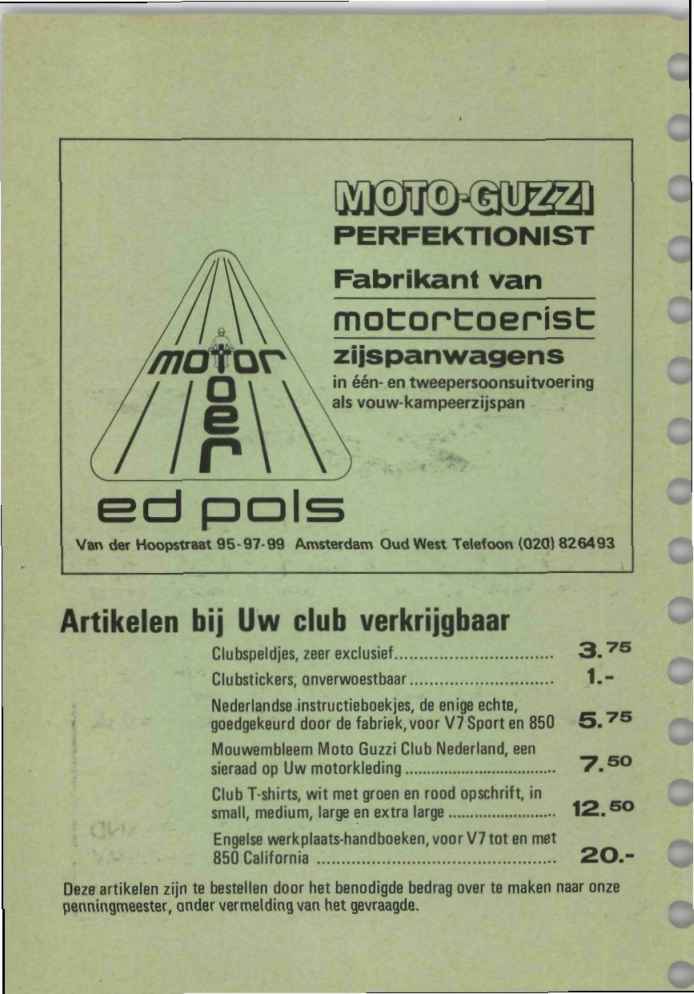 MOTO-GUZZI
PERFEKTIONIST
Fabrikant van
motortoerist
zijspanwagens
in één- en tweepersoonsuitvoering
als vouw-kampeerzijspan
motor
toer
ed pols
Van der Hoopstraat 95-97-99 Amsterdam Oud West Telefoon (020) 826493
Artikelen bij Uw club verkrijgbaar
Clubspeldjes, zeer exclusief............................... 3.75
Clubstickers, onverwoestbaar............................ 1.-
Nederlandse instructieboekjes, de enige echte,
goedgekeurd door de fabriek, voor V7 Sport en 850 5.75
Mouwembleem Moto Guzzi Club Nederland, een
sieraad op Uw motorkleding................................... 7.50
Club T-shirts, wit met groen en rood opschrift, in
small, medium, large en extra large......................... 12.50
Engelse werkplaats-handboeken, voor V7 tot en met
850 California ............................................... 20.-
Deze artikelen zijn te bestellen door het benodigde bedrag over te maken naar onze
penningmeester, onder vermelding van het gevraagde.